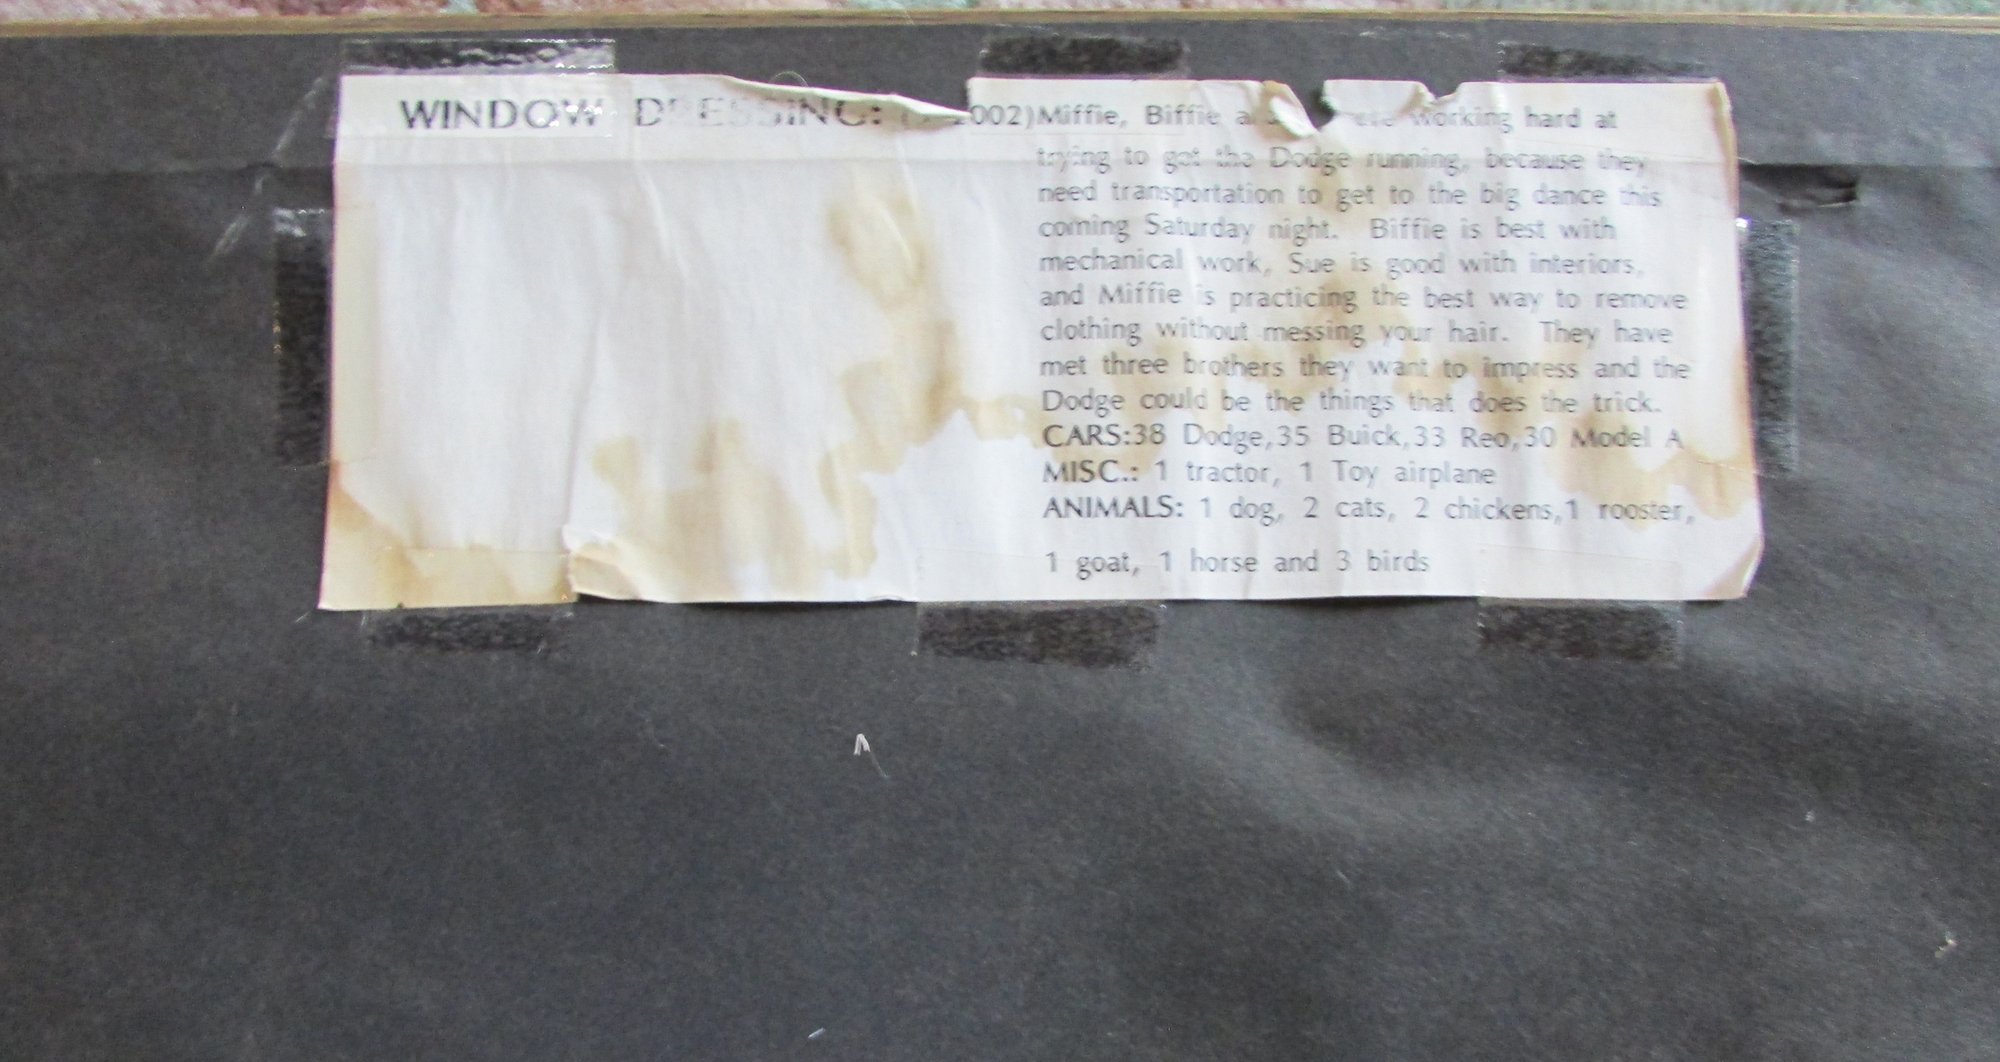 WINDOW DRESSING: 002)Miffie, Biffie working hard at
trying to get the Dodge running, because they
need transportation to get to the big dance this
coming Saturday night. Biffie is best with
mechanical work, Sue is good with interiors,
and Miffie is practicing the best way to remove
clothing without messing your hair. They have
met three brothers they want to impress and the
Dodge could be the things that does the trick.
CARS:38 Dodge,35 Buick,33 Reo,30 Model A
MISC.: 1 tractor, 1 Toy airplane
ANIMALS: 1 dog, 2 cats, 2 chickens,1 rooster,
1 goat, 1 horse and 3 birds